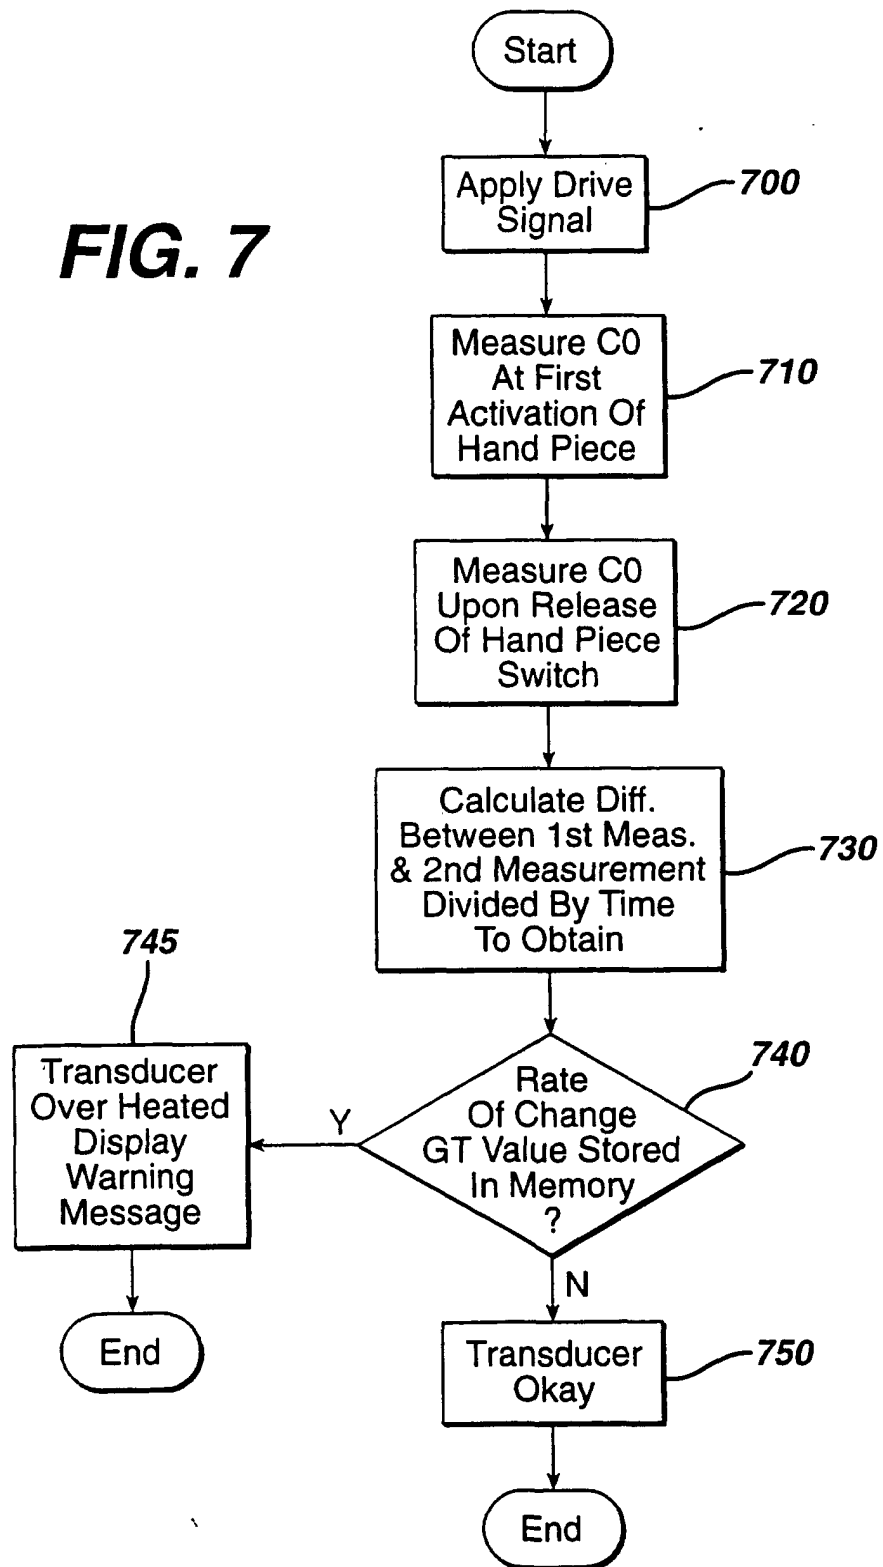 Start
Apply Drive
Signal
700
FIG. 7
Measure C0
At First
Activation Of
Hand Piece
710
Measure C0
Upon Release
Of Hand Piece
Switch
720
Calculate Diff.
Between 1st Meas.
& 2nd Measurement
Divided By Time
To Obtain
730
745
Transducer
Over Heated
Display
Warning
Message
Y
Rate
Of Change
GT Value Stored
In Memory
?
740
N
End
Transducer
Okay
750
End